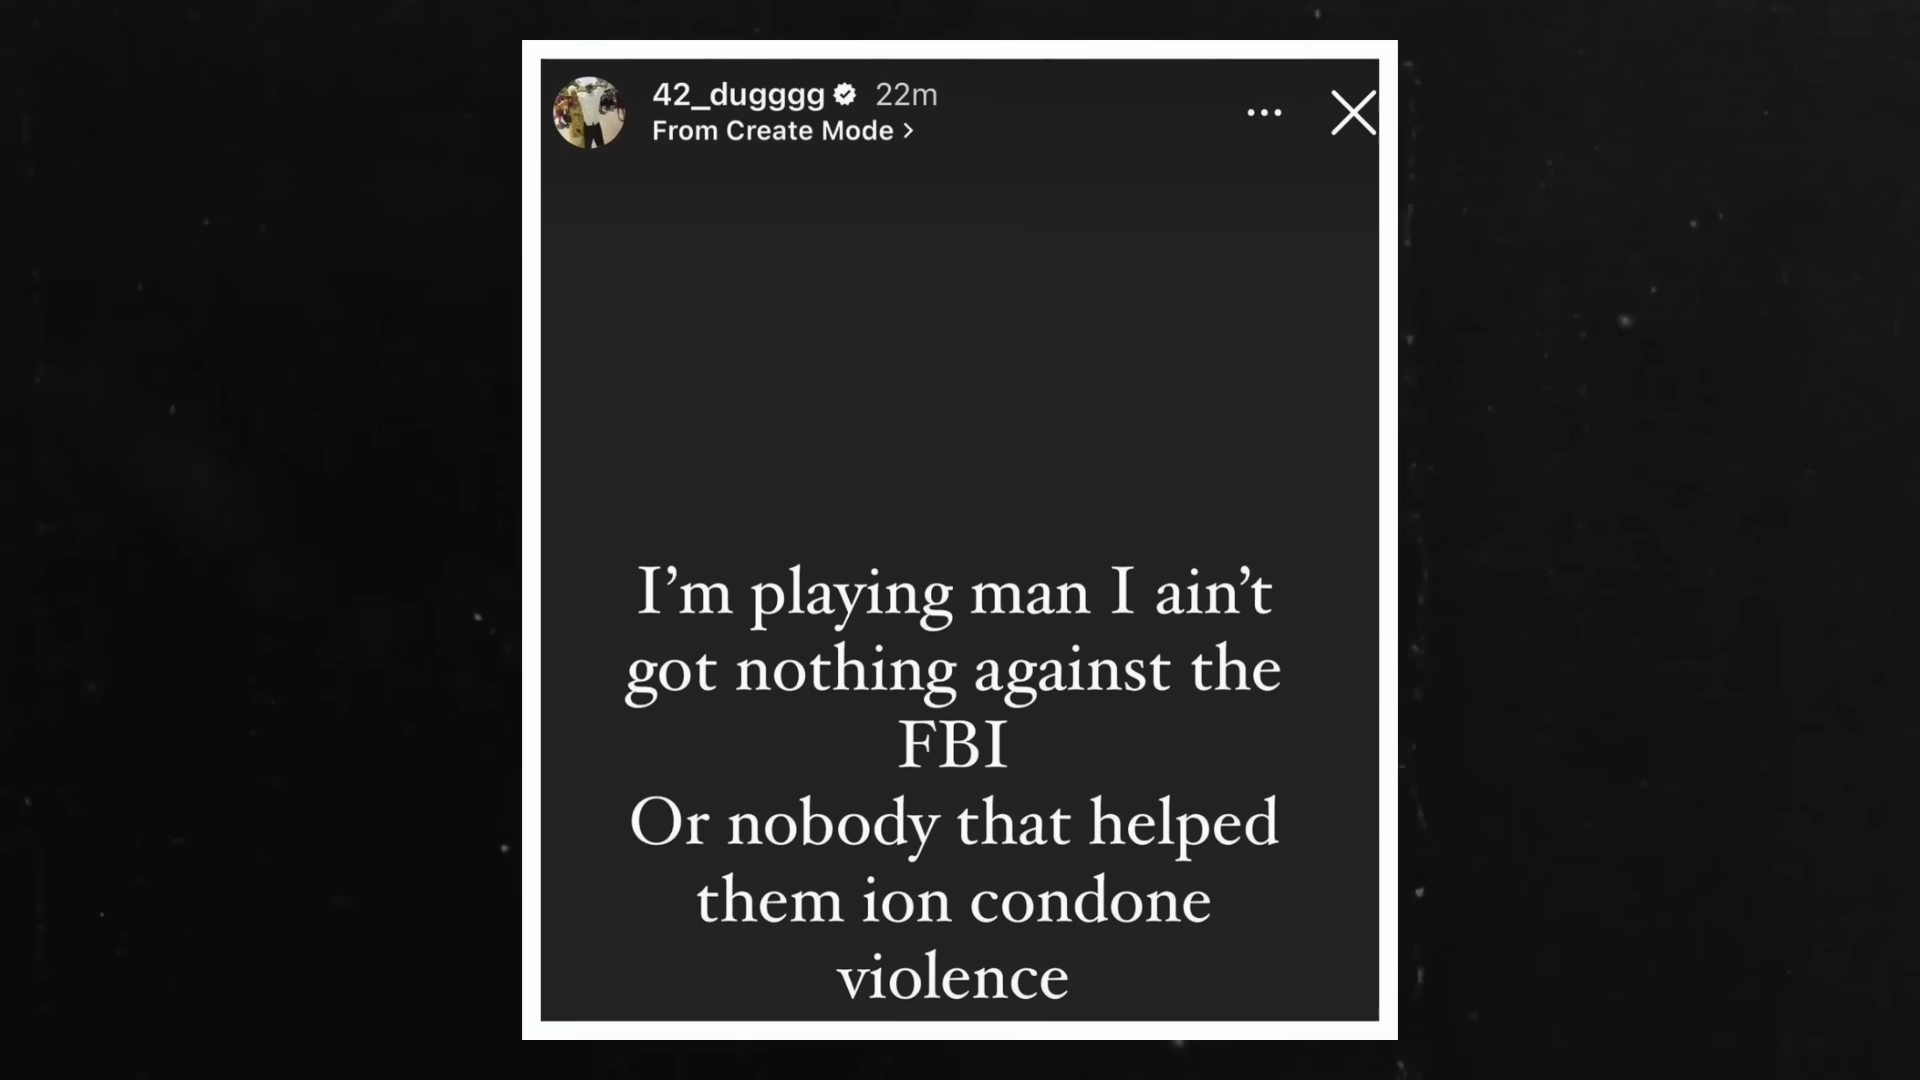 42_dugggg 22m
From Create Mode >
I'm playing man I ain't
got nothing against the
FBI
Or nobody that helped
them ion condone
violence